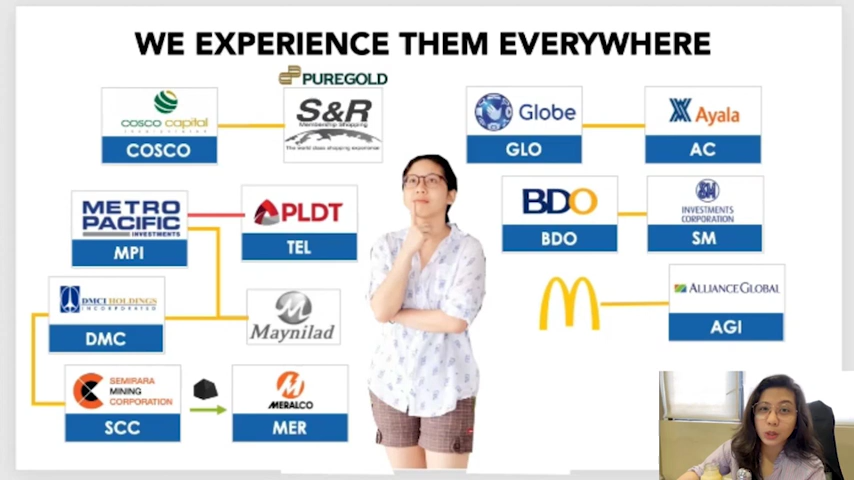 WE EXPERIENCE THEM EVERYWHERE
PUREGOLD
cosco capital
COSCO
S&R
Membership Shopping
The world class shopping experience
Globe
GLO
Ayala
AC
METRO
PACIFIC
INVESTMENTS
MPI
PLDT
TEL
BDO
BDO
SM
INVESTMENTS
CORPORATION
SM
DMCI HOLDINGS
INCORPORATED
DMC
Maynilad
ALLIANCE GLOBAL
AGI
SEMIRARA
MINING
CORPORATION
SCC
MERALCO
MER